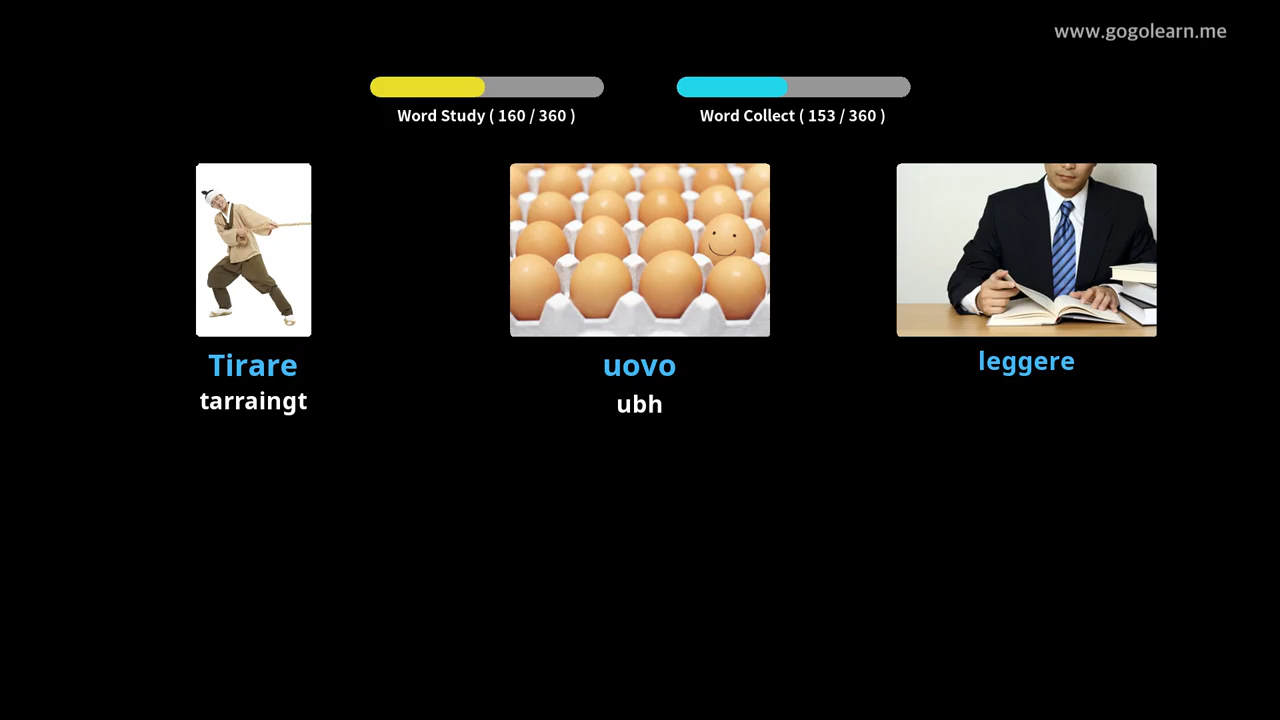 www.gogolearn.me
Word Study ( 160 / 360 )
Word Collect ( 153 / 360 )
Tirare
tarraingt
uovo
ubh
leggere